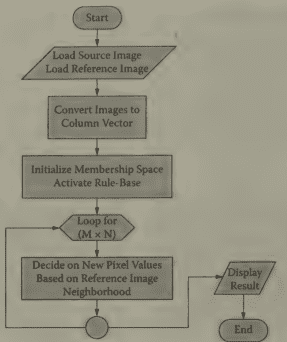 Start
Load Source Image
Load Reference Image
Convert Images to
Column Vector
Initialize Membership Space
Activate Rule-Base
Loop for
(M × N)
Decide on New Pixel Values
Based on Reference Image
Neighborhood
Display
Result
End